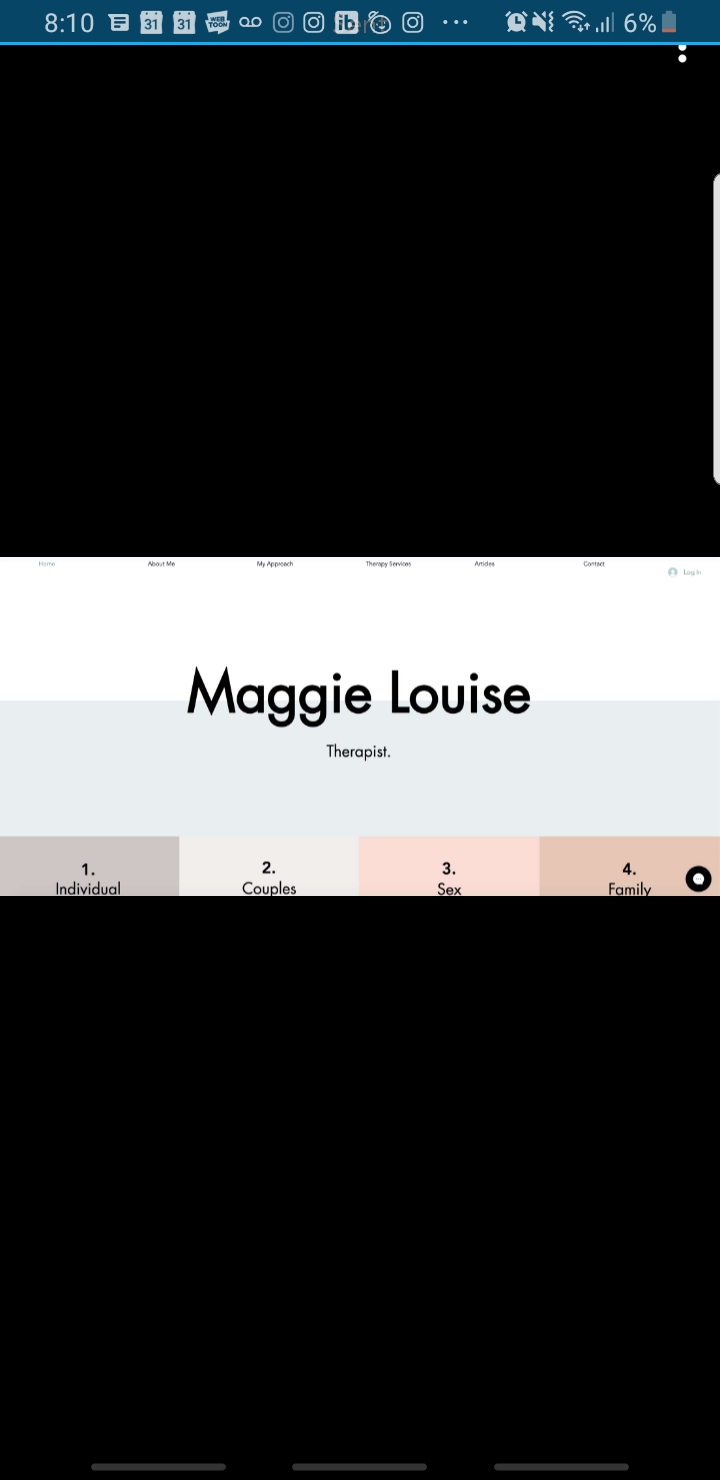 8:10 31 31 WEB TOON ib 6%
Home About Me My Approach Therapy Services Articles Contact Log In
Maggie Louise
Therapist.
1. 2. 3. 4.
Individual Couples Sex Family